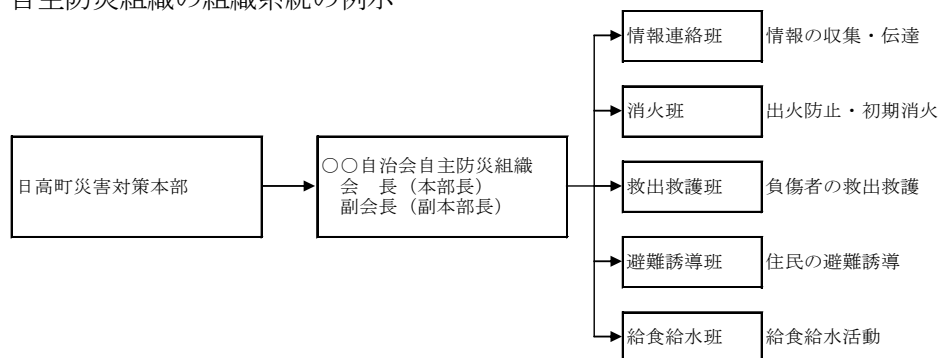 自主防災組織の組織系統の例示
情報連絡班 情報の収集・伝達
消火班 出火防止・初期消火
日高町災害対策本部
○○自治会自主防災組織
会　長（本部長）
副会長（副本部長）
救出救護班 負傷者の救出救護
避難誘導班 住民の避難誘導
給食給水班 給食給水活動